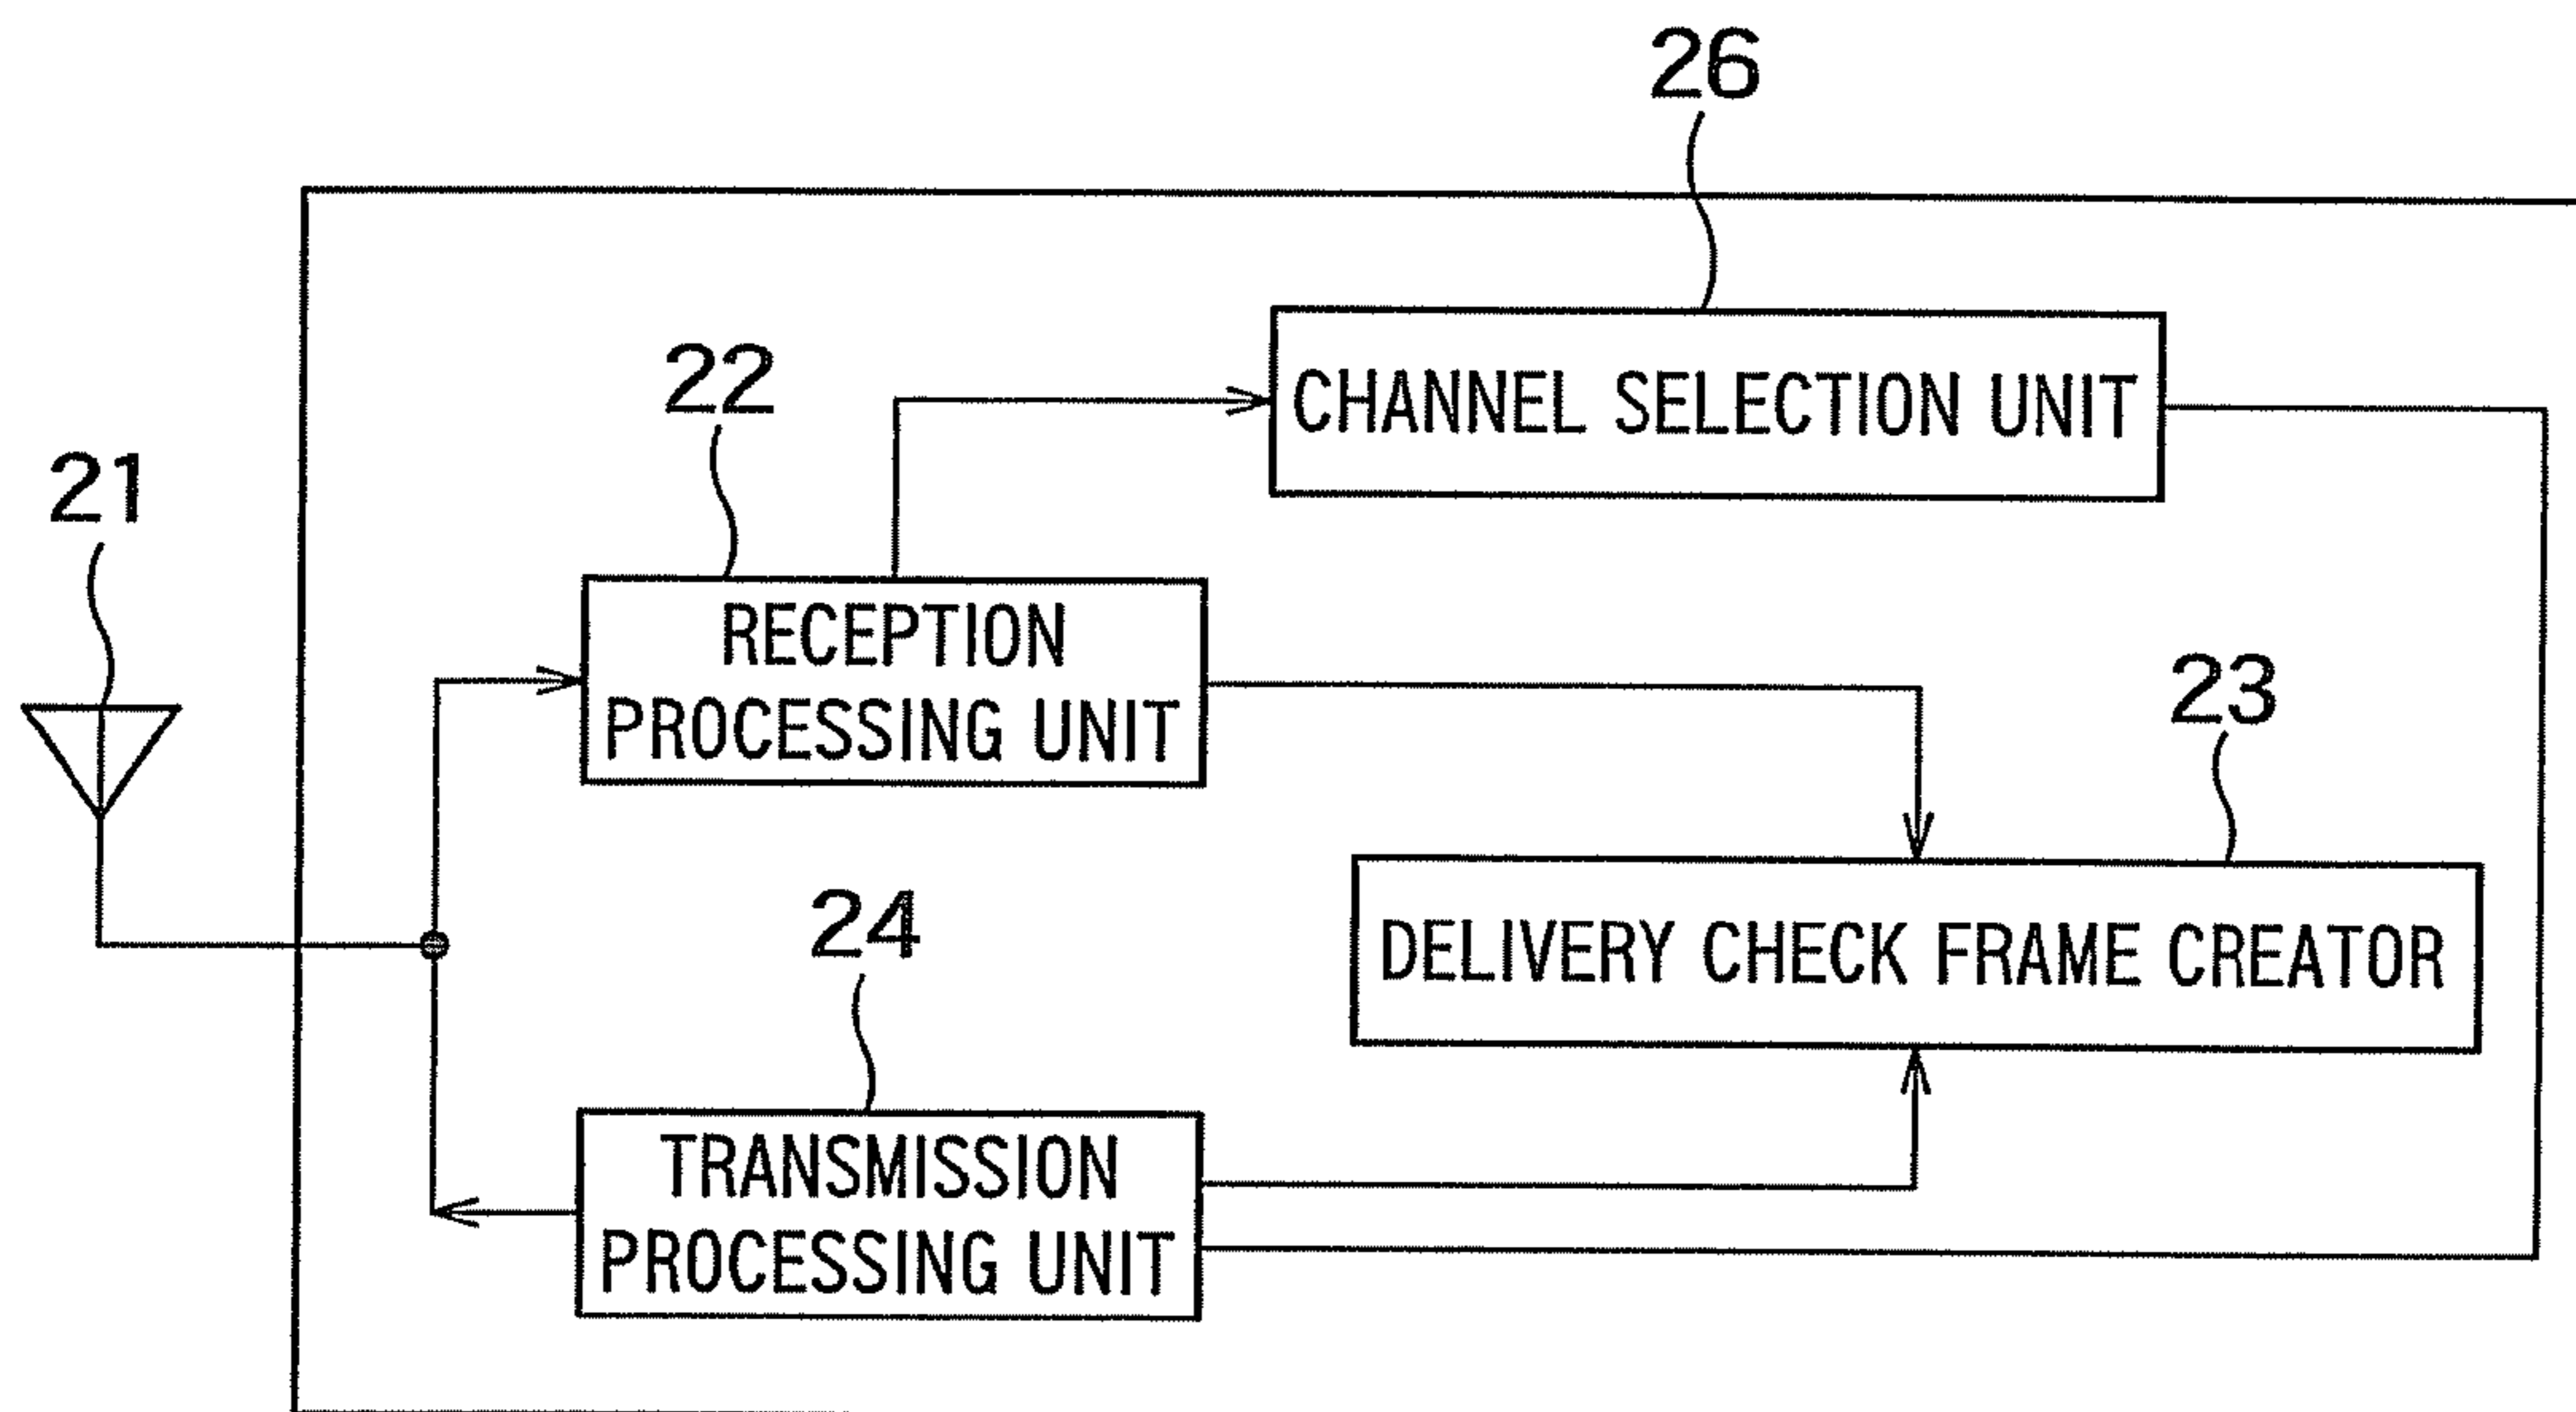 26
CHANNEL SELECTION UNIT
22
21
RECEPTION
PROCESSING UNIT
23
24
DELIVERY CHECK FRAME CREATOR
TRANSMISSION
PROCESSING UNIT